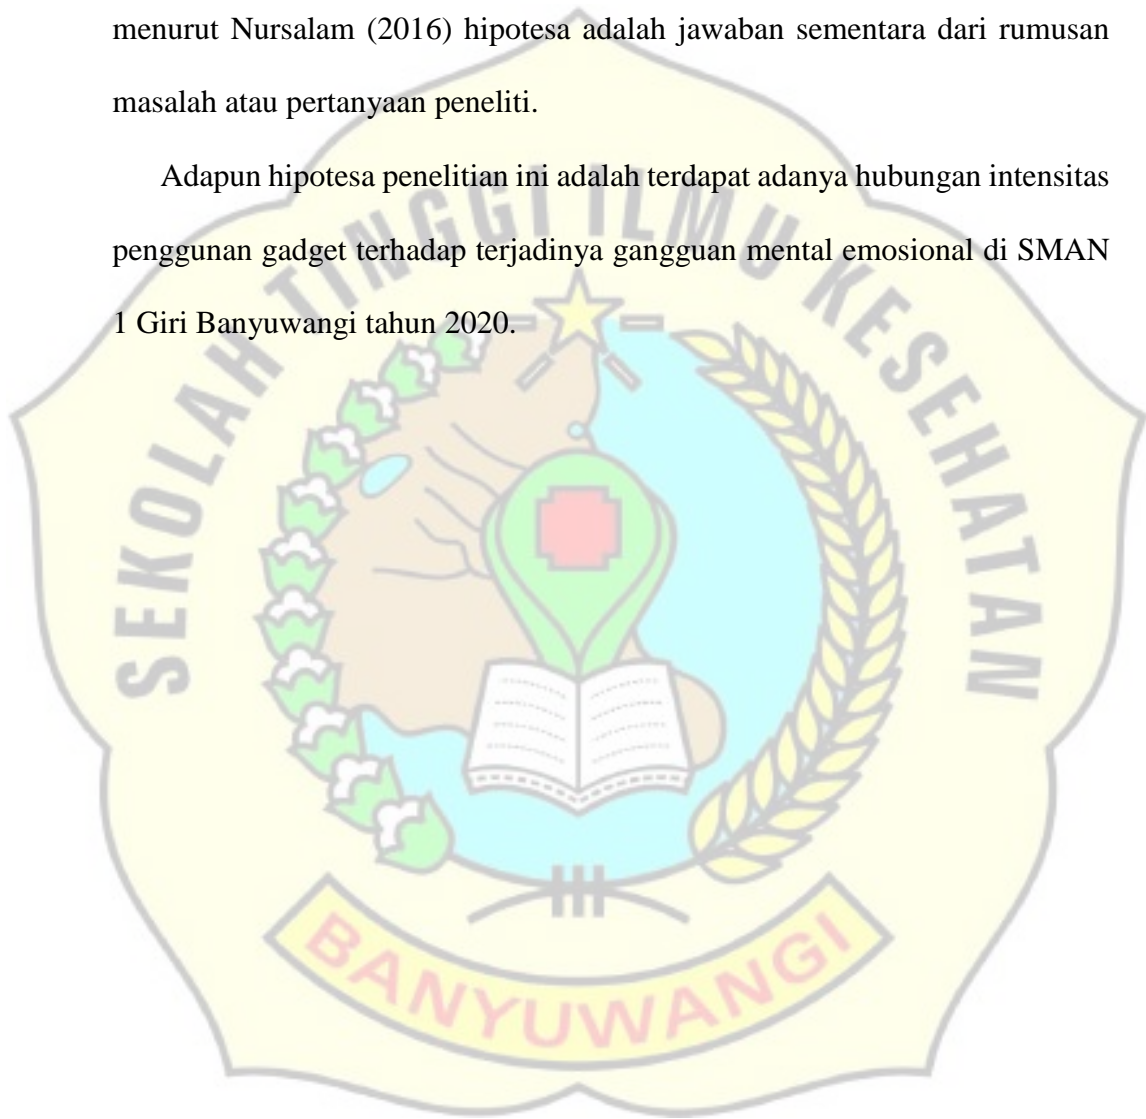 menurut Nursalam (2016) hipotesa adalah jawaban sementara dari rumusan
masalah atau pertanyaan peneliti.
Adapun hipotesa penelitian ini adalah terdapat adanya hubungan intensitas
penggunan gadget terhadap terjadinya gangguan mental emosional di SMAN
1 Giri Banyuwangi tahun 2020.
SEKOLAH TINGGI ILMU KESEHATAN
BANYUWANGI